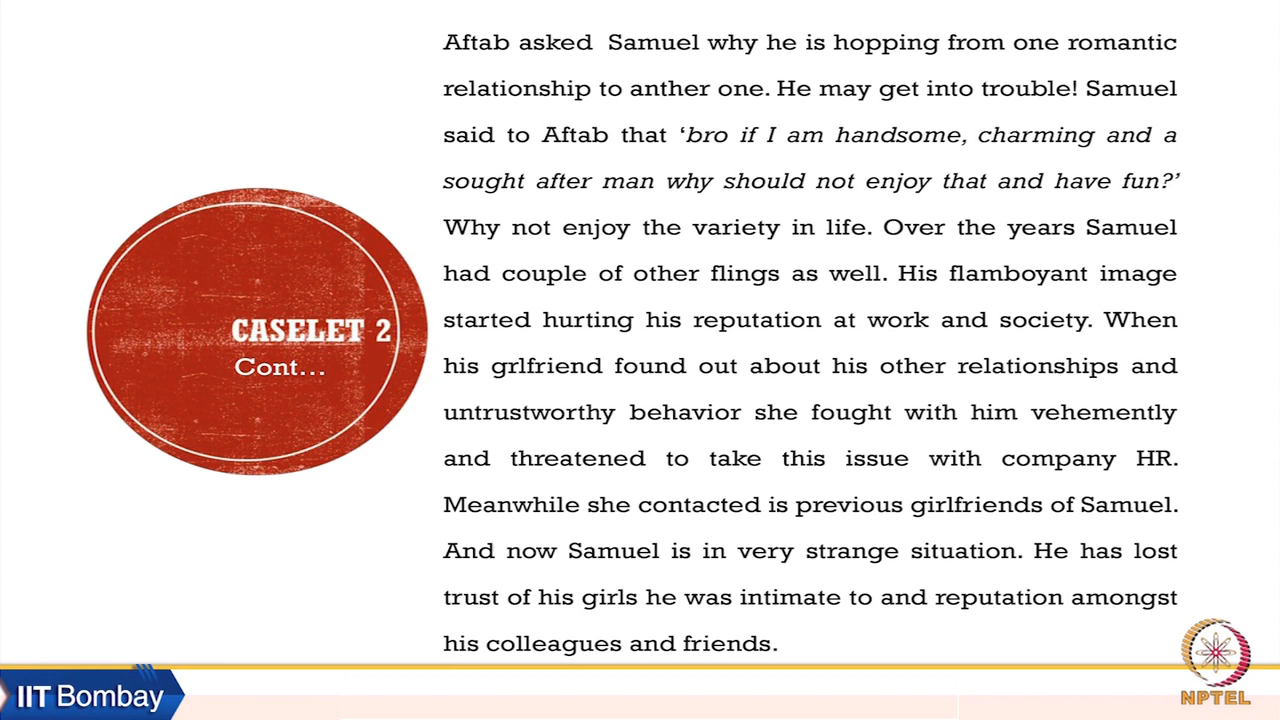 Aftab asked Samuel why he is hopping from one romantic
relationship to anther one. He may get into trouble! Samuel
said to Aftab that ‘bro if I am handsome, charming and a
sought after man why should not enjoy that and have fun?’
Why not enjoy the variety in life. Over the years Samuel
had couple of other flings as well. His flamboyant image
started hurting his reputation at work and society. When
his grlfriend found out about his other relationships and
untrustworthy behavior she fought with him vehemently
and threatened to take this issue with company HR.
Meanwhile she contacted is previous girlfriends of Samuel.
And now Samuel is in very strange situation. He has lost
trust of his girls he was intimate to and reputation amongst
his colleagues and friends.
CASELET 2
Cont...
IIT Bombay
NPTEL